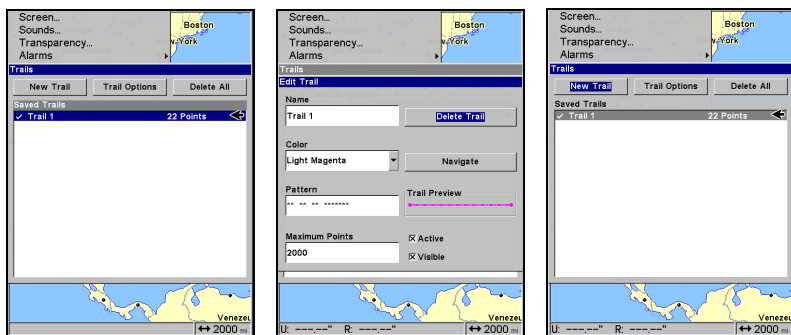 Screen...
Sounds...
Transparency...
Alarms
Boston
w-York
Trails
New Trail
Trail Options
Delete All
Saved Trails
Trail 1
22 Points
Venezu
2000 mi
Screen...
Sounds...
Transparency...
Alarms
Boston
w-York
Trails
Edit Trail
Name
Trail 1
Delete Trail
Color
Light Magenta
Navigate
Pattern
** ** ** *******
Trail Preview
Maximum Points
2000
Active
Visible
Venezu
U: ---.--" R: ---.--"
2000 mi
Screen...
Sounds...
Transparency...
Alarms
Boston
w-York
Trails
New Trail
Trail Options
Delete All
Saved Trails
Trail 1
22 Points
Venezu
U: ---.--" R: ---.--"
2000 mi